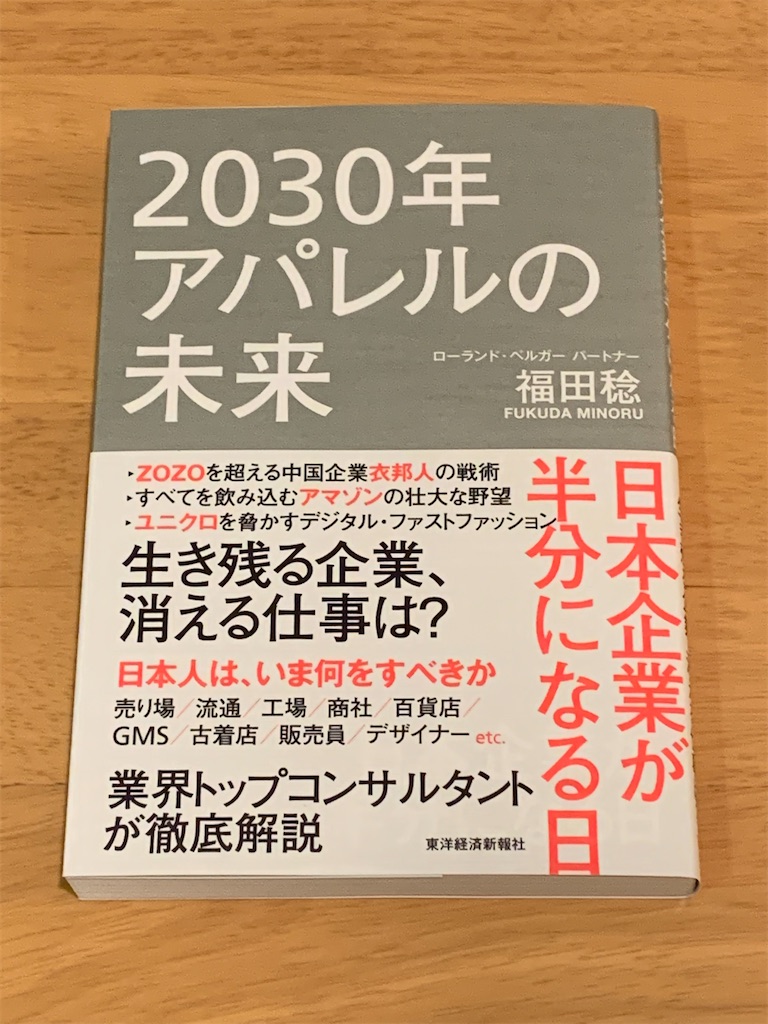 2030年
アパレルの
未来
ローランド・ベルガー パートナー
福田稔
FUKUDA MINORU
日本企業が
半分になる日
▸ZOZOを超える中国企業衣邦人の戦術
▸すべてを飲み込むアマゾンの壮大な野望
▸ユニクロを脅かすデジタル・ファストファッション
生き残る企業、
消える仕事は?
日本人は、いま何をすべきか
売り場/流通/工場/商社/百貨店/
GMS/古着店/販売員/デザイナー etc.
業界トップコンサルタント
が徹底解説
東洋経済新報社